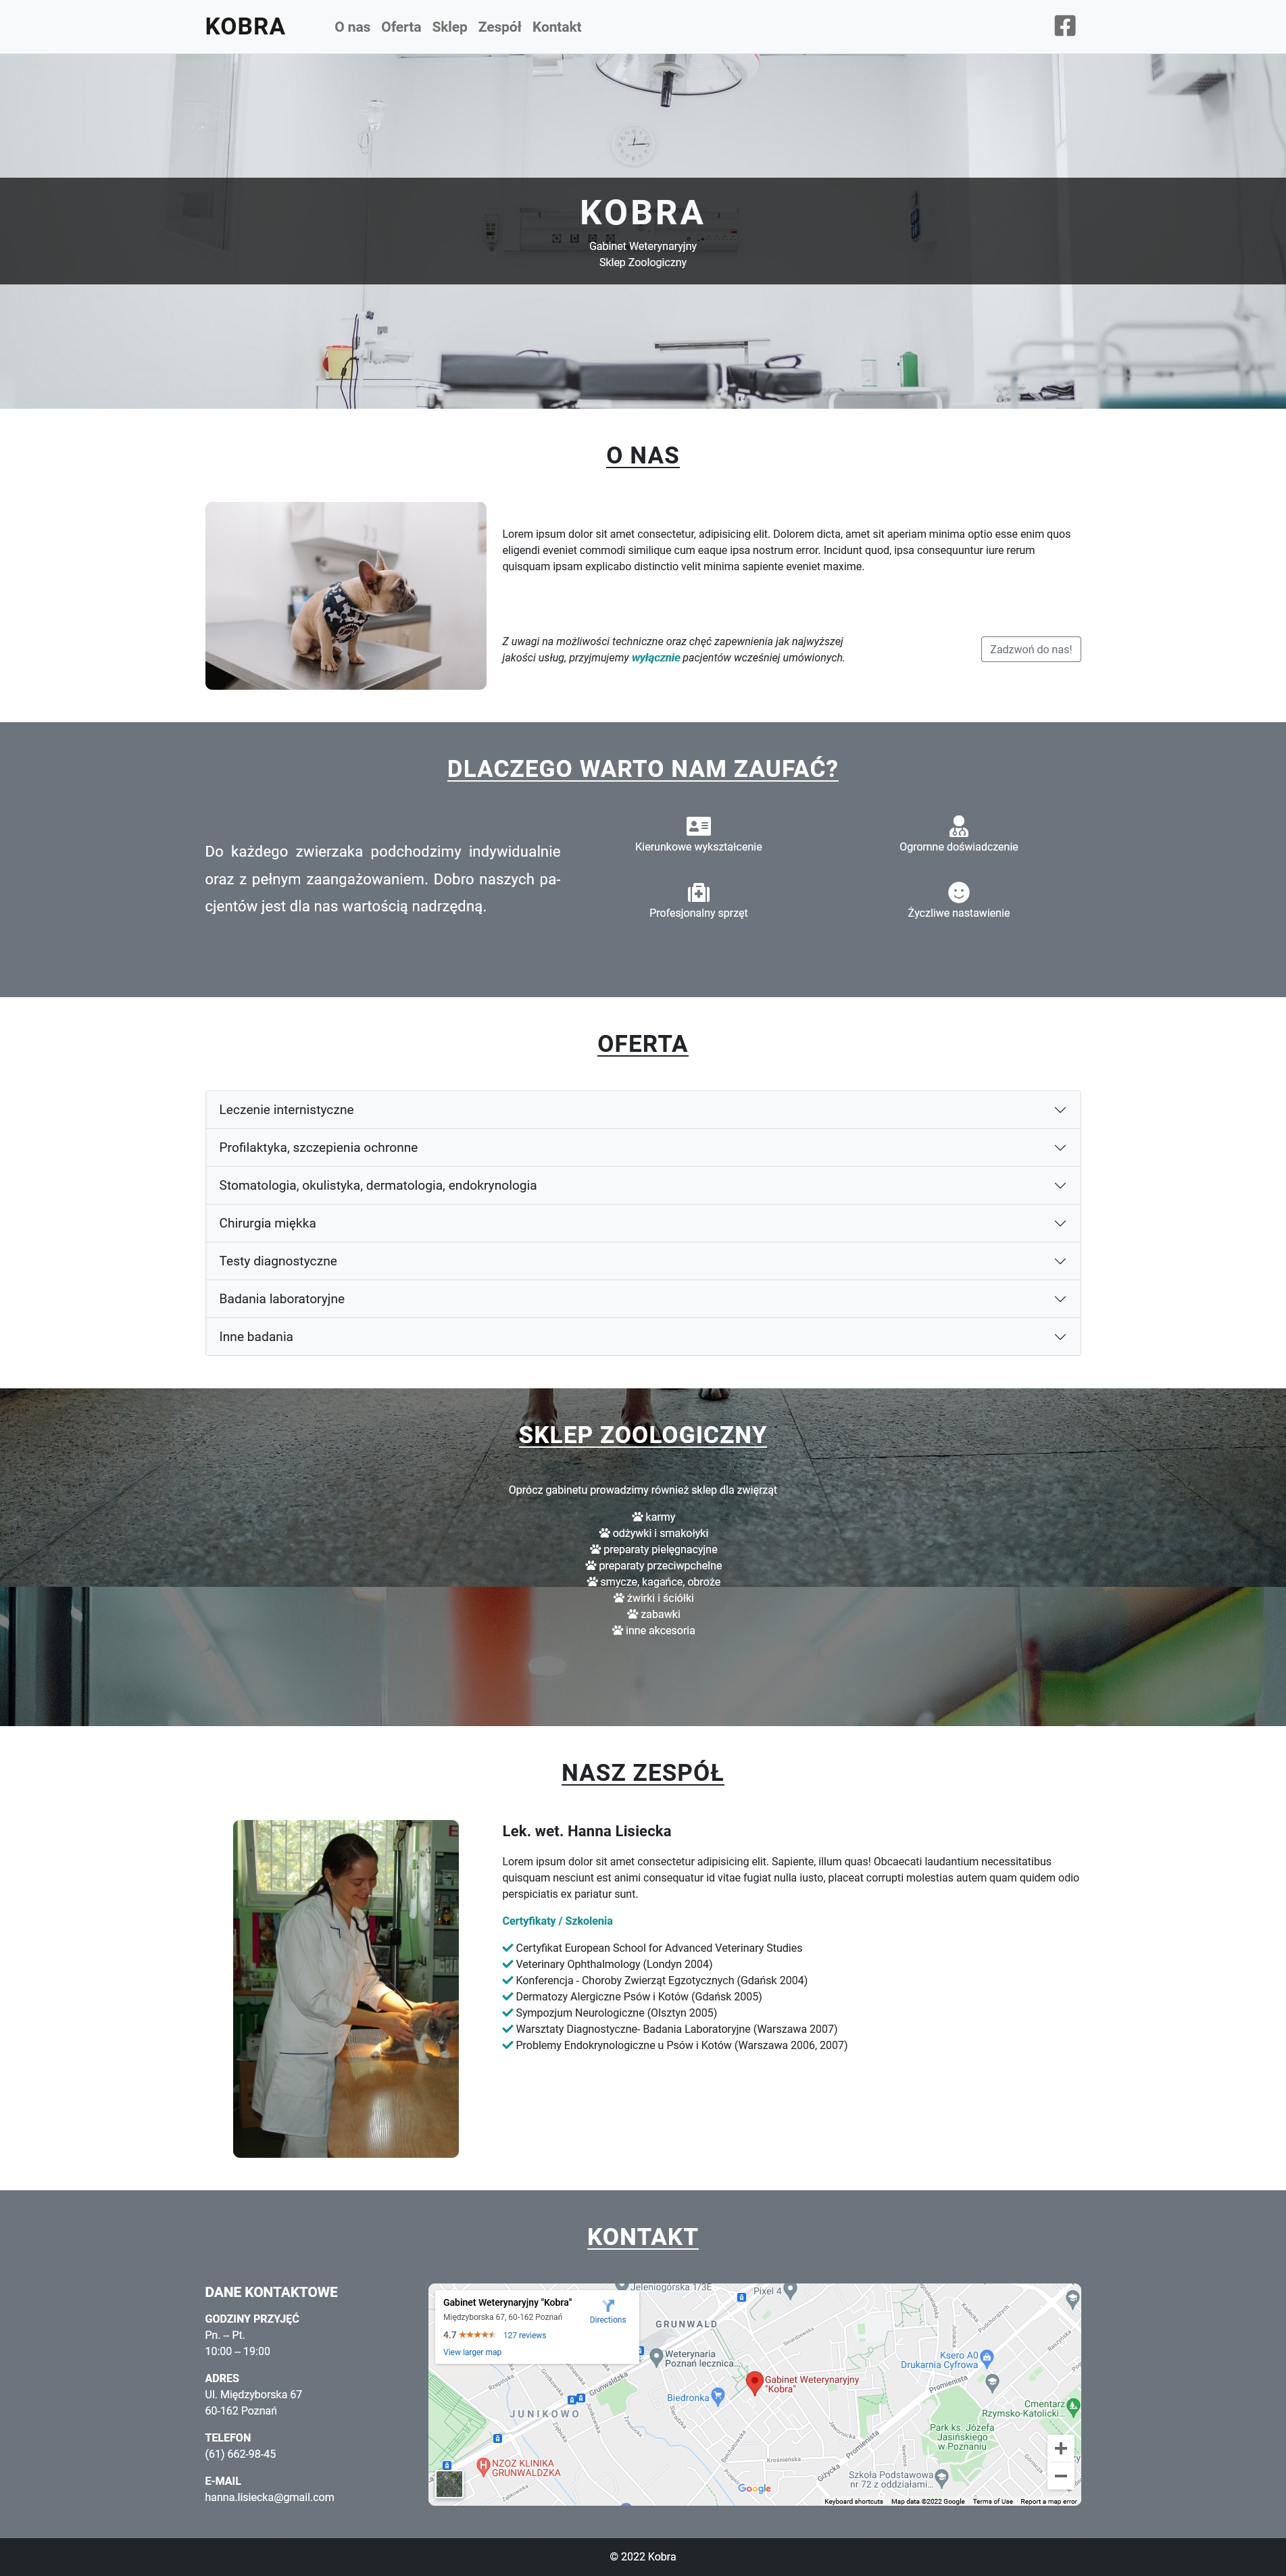 KOBRA
O nas Oferta Sklep Zespół Kontakt
KOBRA
Gabinet Weterynaryjny
Sklep Zoologiczny
O NAS
Lorem ipsum dolor sit amet consectetur, adipisicing elit. Dolorem dicta, amet sit aperiam minima optio esse enim quos
eligendi eveniet commodi similique cum eaque ipsa nostrum error. Incidunt quod, ipsa consequuntur iure rerum
quisquam ipsam explicabo distinctio velit minima sapiente eveniet maxime.
Z uwagi na możliwości techniczne oraz chęć zapewnienia jak najwyższej
jakości usług, przyjmujemy wyłącznie pacjentów wcześniej umówionych.
Zadzwoń do nas!
DLACZEGO WARTO NAM ZAUFAĆ?
Do każdego zwierzaka podchodzimy indywidualnie
oraz z pełnym zaangażowaniem. Dobro naszych pa-
cjentów jest dla nas wartością nadrzędną.
Kierunkowe wykształcenie
Ogromne doświadczenie
Profesjonalny sprzęt
Życzliwe nastawienie
OFERTA
Leczenie internistyczne
Profilaktyka, szczepienia ochronne
Stomatologia, okulistyka, dermatologia, endokrynologia
Chirurgia miękka
Testy diagnostyczne
Badania laboratoryjne
Inne badania
SKLEP ZOOLOGICZNY
Oprócz gabinetu prowadzimy również sklep dla zwięrząt
karmy
odżywki i smakołyki
preparaty pielęgnacyjne
preparaty przeciwpchelne
smycze, kagańce, obroże
żwirki i ściółki
zabawki
inne akcesoria
NASZ ZESPÓŁ
Lek. wet. Hanna Lisiecka
Lorem ipsum dolor sit amet consectetur adipisicing elit. Sapiente, illum quas! Obcaecati laudantium necessitatibus
quisquam nesciunt est animi consequatur id vitae fugiat nulla iusto, placeat corrupti molestias autem quam quidem odio
perspiciatis ex pariatur sunt.
Certyfikaty / Szkolenia
Certyfikat European School for Advanced Veterinary Studies
Veterinary Ophthalmology (Londyn 2004)
Konferencja - Choroby Zwierząt Egzotycznych (Gdańsk 2004)
Dermatozy Alergiczne Psów i Kotów (Gdańsk 2005)
Sympozjum Neurologiczne (Olsztyn 2005)
Warsztaty Diagnostyczne- Badania Laboratoryjne (Warszawa 2007)
Problemy Endokrynologiczne u Psów i Kotów (Warszawa 2006, 2007)
KONTAKT
DANE KONTAKTOWE
GODZINY PRZYJĘĆ
Pn. – Pt.
10:00 – 19:00
ADRES
Ul. Międzyborska 67
60-162 Poznań
TELEFON
(61) 662-98-45
E-MAIL
hanna.lisiecka@gmail.com
Gabinet Weterynaryjny "Kobra"
Międzyborska 67, 60-162 Poznań
4.7 127 reviews
View larger map
Directions
Jeleniogórska 1/3E
Pixel 4
GRUNWALD
Weterynaria
Poznań lecznica...
Ksero A0
Drukarnia Cyfrowa
Gabinet Weterynaryjny
"Kobra"
Biedronka
Grunwaldzka
JUNIKOWO
Promienista
Cmentarz
Rzymsko-Katolicki...
Park ks. Józefa
Jasińskiego
w Poznaniu
NZOZ KLINIKA
GRUNWALDZKA
Promienista
Szkoła Podstawowa
nr 72 z oddziałami...
Google
Keyboard shortcuts Map data ©2022 Google Terms of Use Report a map error
© 2022 Kobra